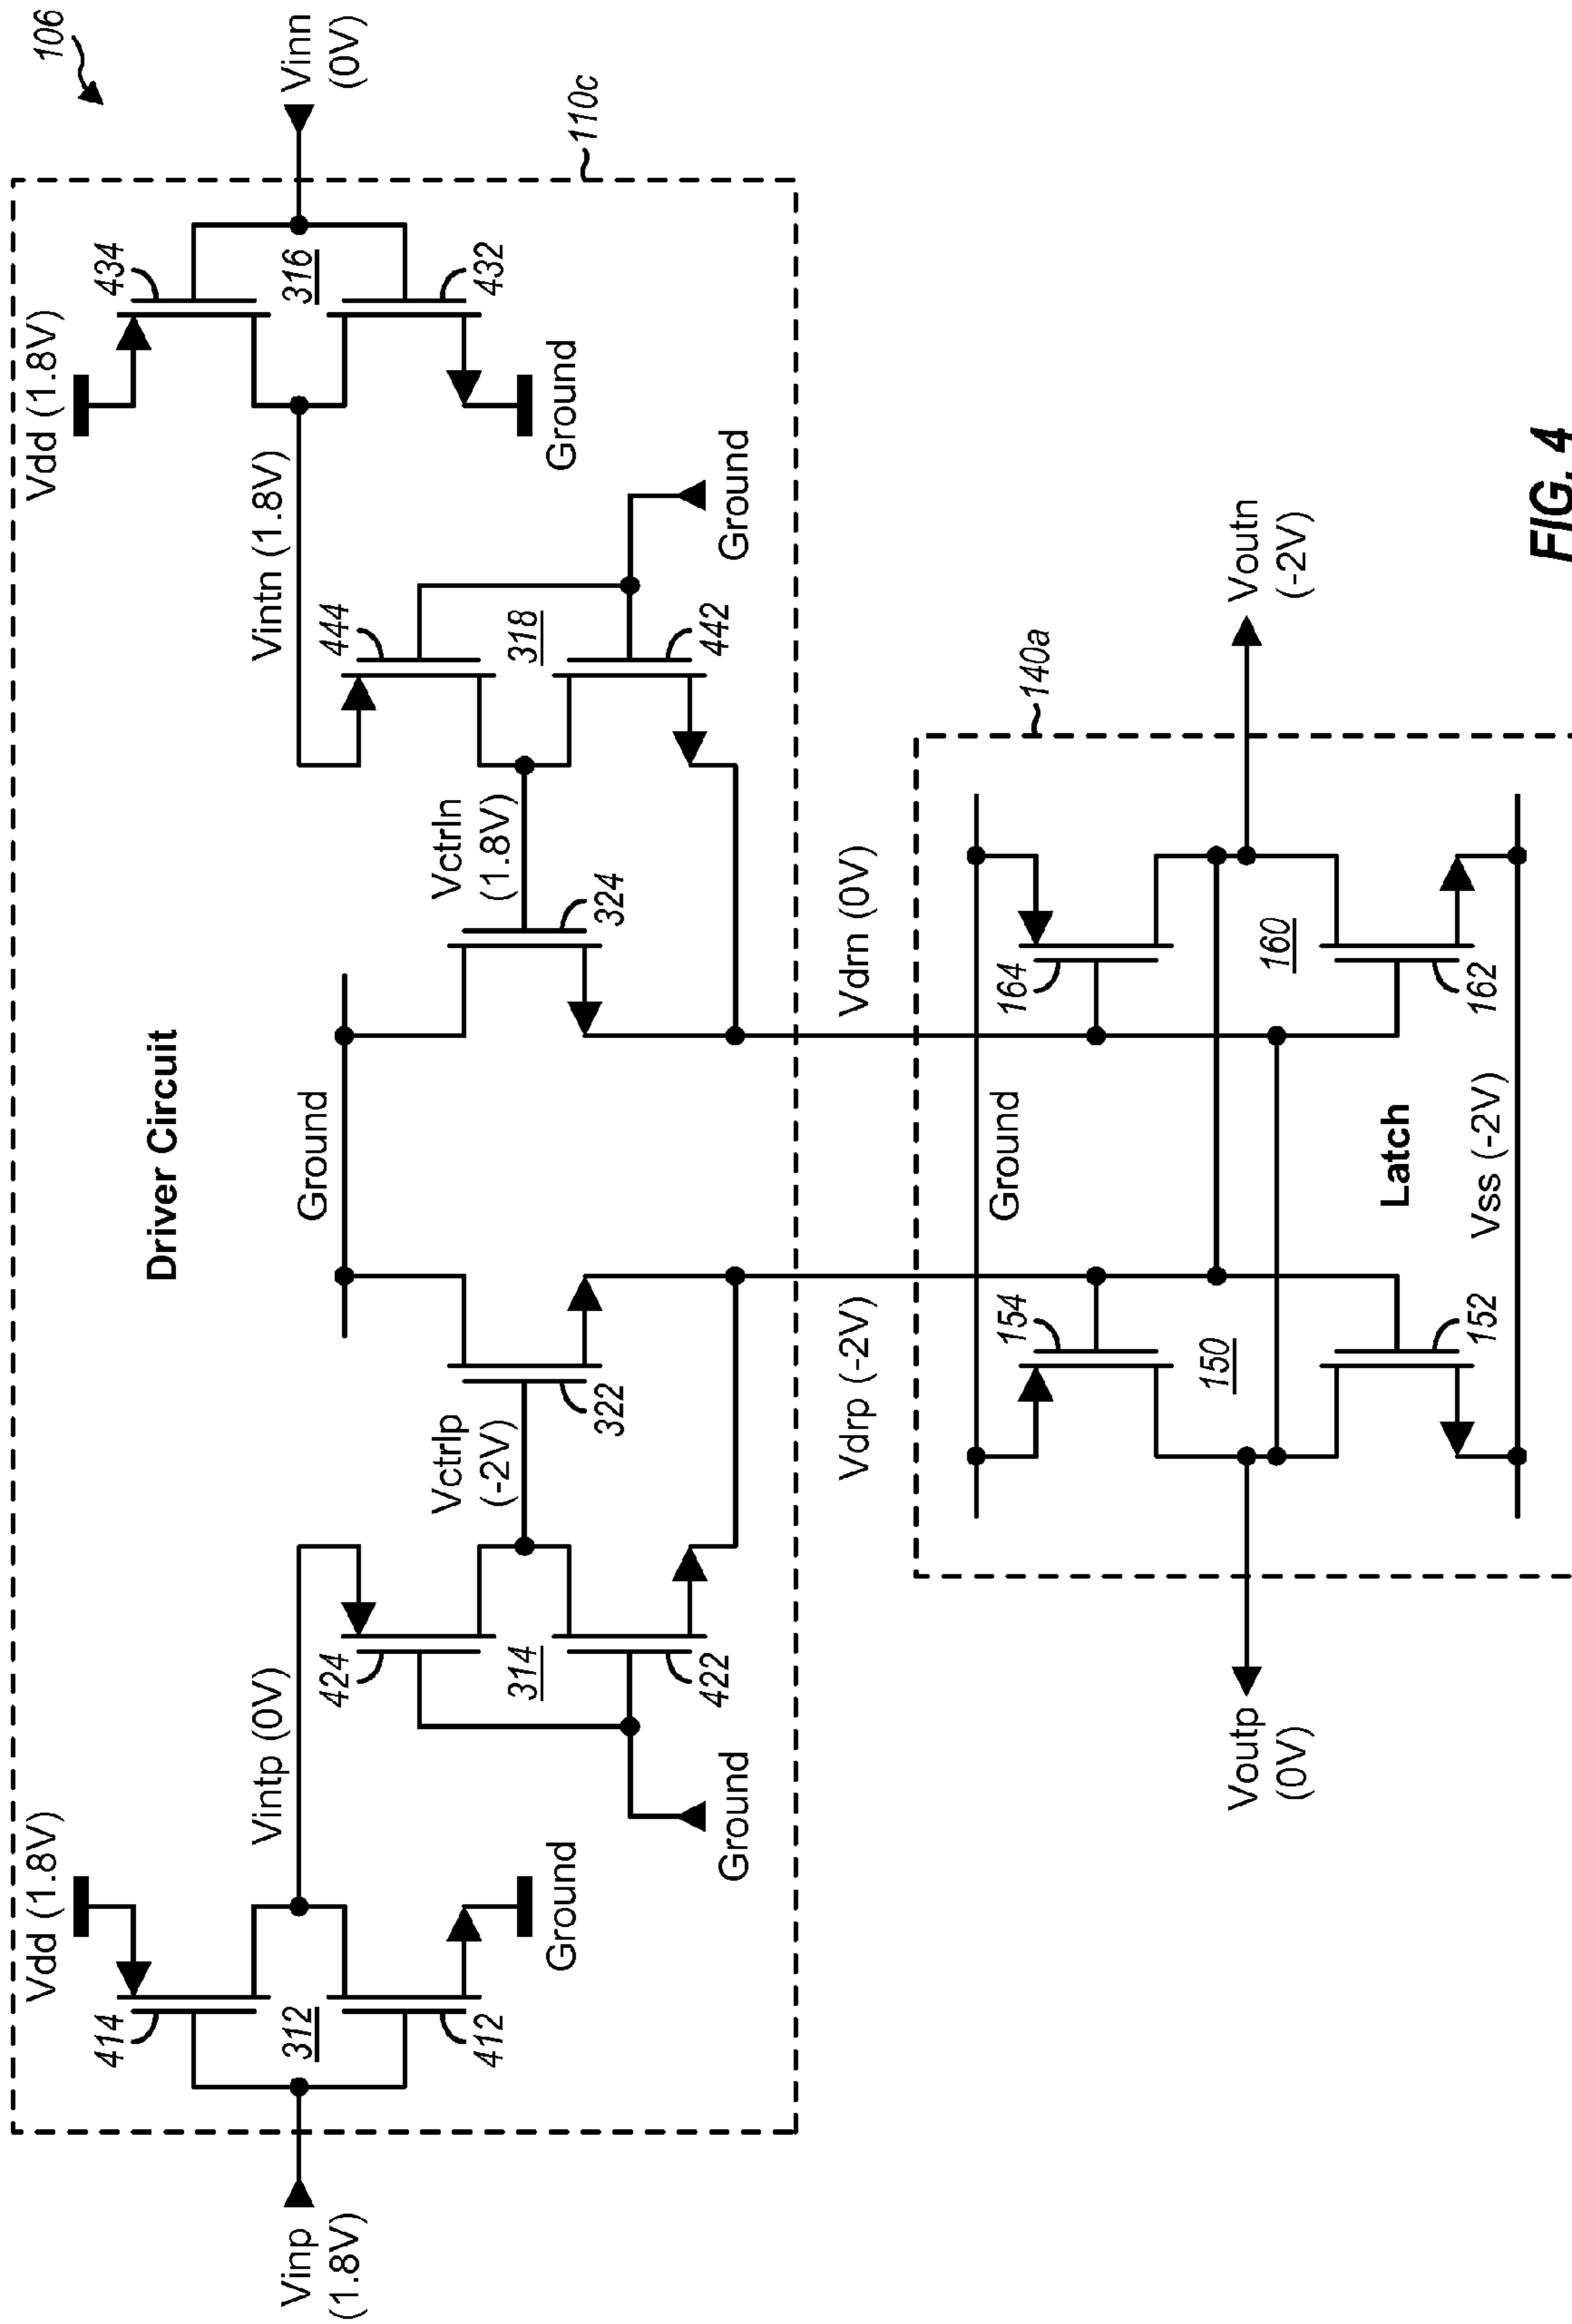 106
Driver Circuit
Vdd (1.8V)
Vdd (1.8V)
414
434
Vinp
(1.8V)
312
Vintp (0V)
Ground
Vintn (1.8V)
316
Vinn
(0V)
412
Ground
424
444
432
Ground
314
Vctrlp
(-2V)
Vctrln
(1.8V)
318
422
322
324
442
Ground
Ground
110c
Vdrp (-2V)
Vdrn (0V)
140a
154
Ground
164
Voutp
(0V)
150
160
Voutn
(-2V)
Latch
152
Vss (-2V)
162
FIG. 4